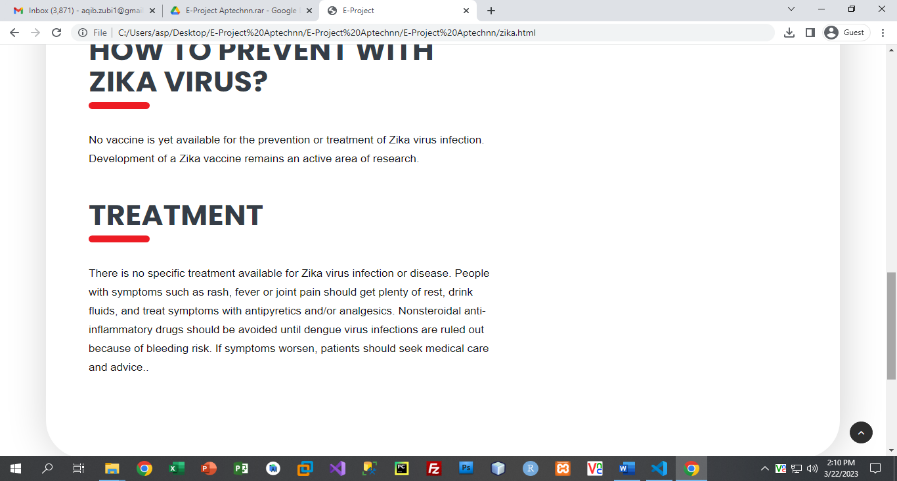 Inbox (3,871) - aqib.zubi1@gmai
E-Project Aptechnn.rar - Google
E-Project
File
C:/Users/asp/Desktop/E-Project%20Aptechnn/E-Project%20Aptechnn/E-Project%20Aptechnn/zika.html
Guest
HOW TO PREVENT WITH
ZIKA VIRUS?
No vaccine is yet available for the prevention or treatment of Zika virus infection.
Development of a Zika vaccine remains an active area of research.
TREATMENT
There is no specific treatment available for Zika virus infection or disease. People
with symptoms such as rash, fever or joint pain should get plenty of rest, drink
fluids, and treat symptoms with antipyretics and/or analgesics. Nonsteroidal anti-
inflammatory drugs should be avoided until dengue virus infections are ruled out
because of bleeding risk. If symptoms worsen, patients should seek medical care
and advice..
2:10 PM
3/22/2023